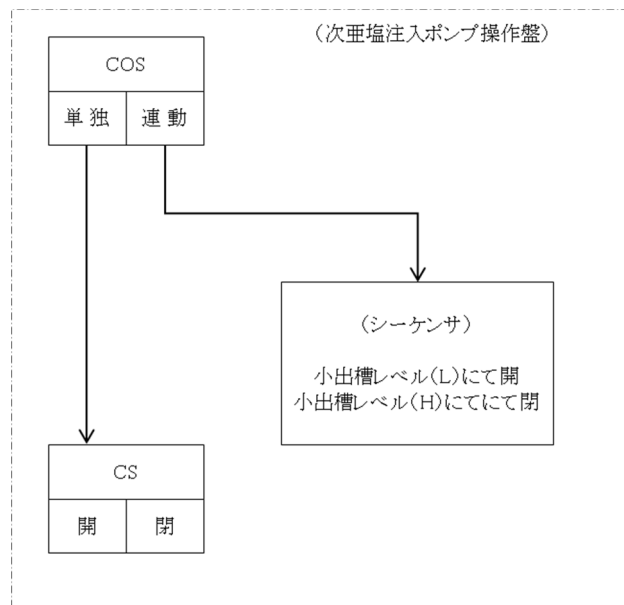 (次亜塩注入ポンプ操作盤)
COS
単 独 連 動
(シーケンサ)
小出槽レベル(L)にて開
小出槽レベル(H)にてにて閉
CS
開 閉